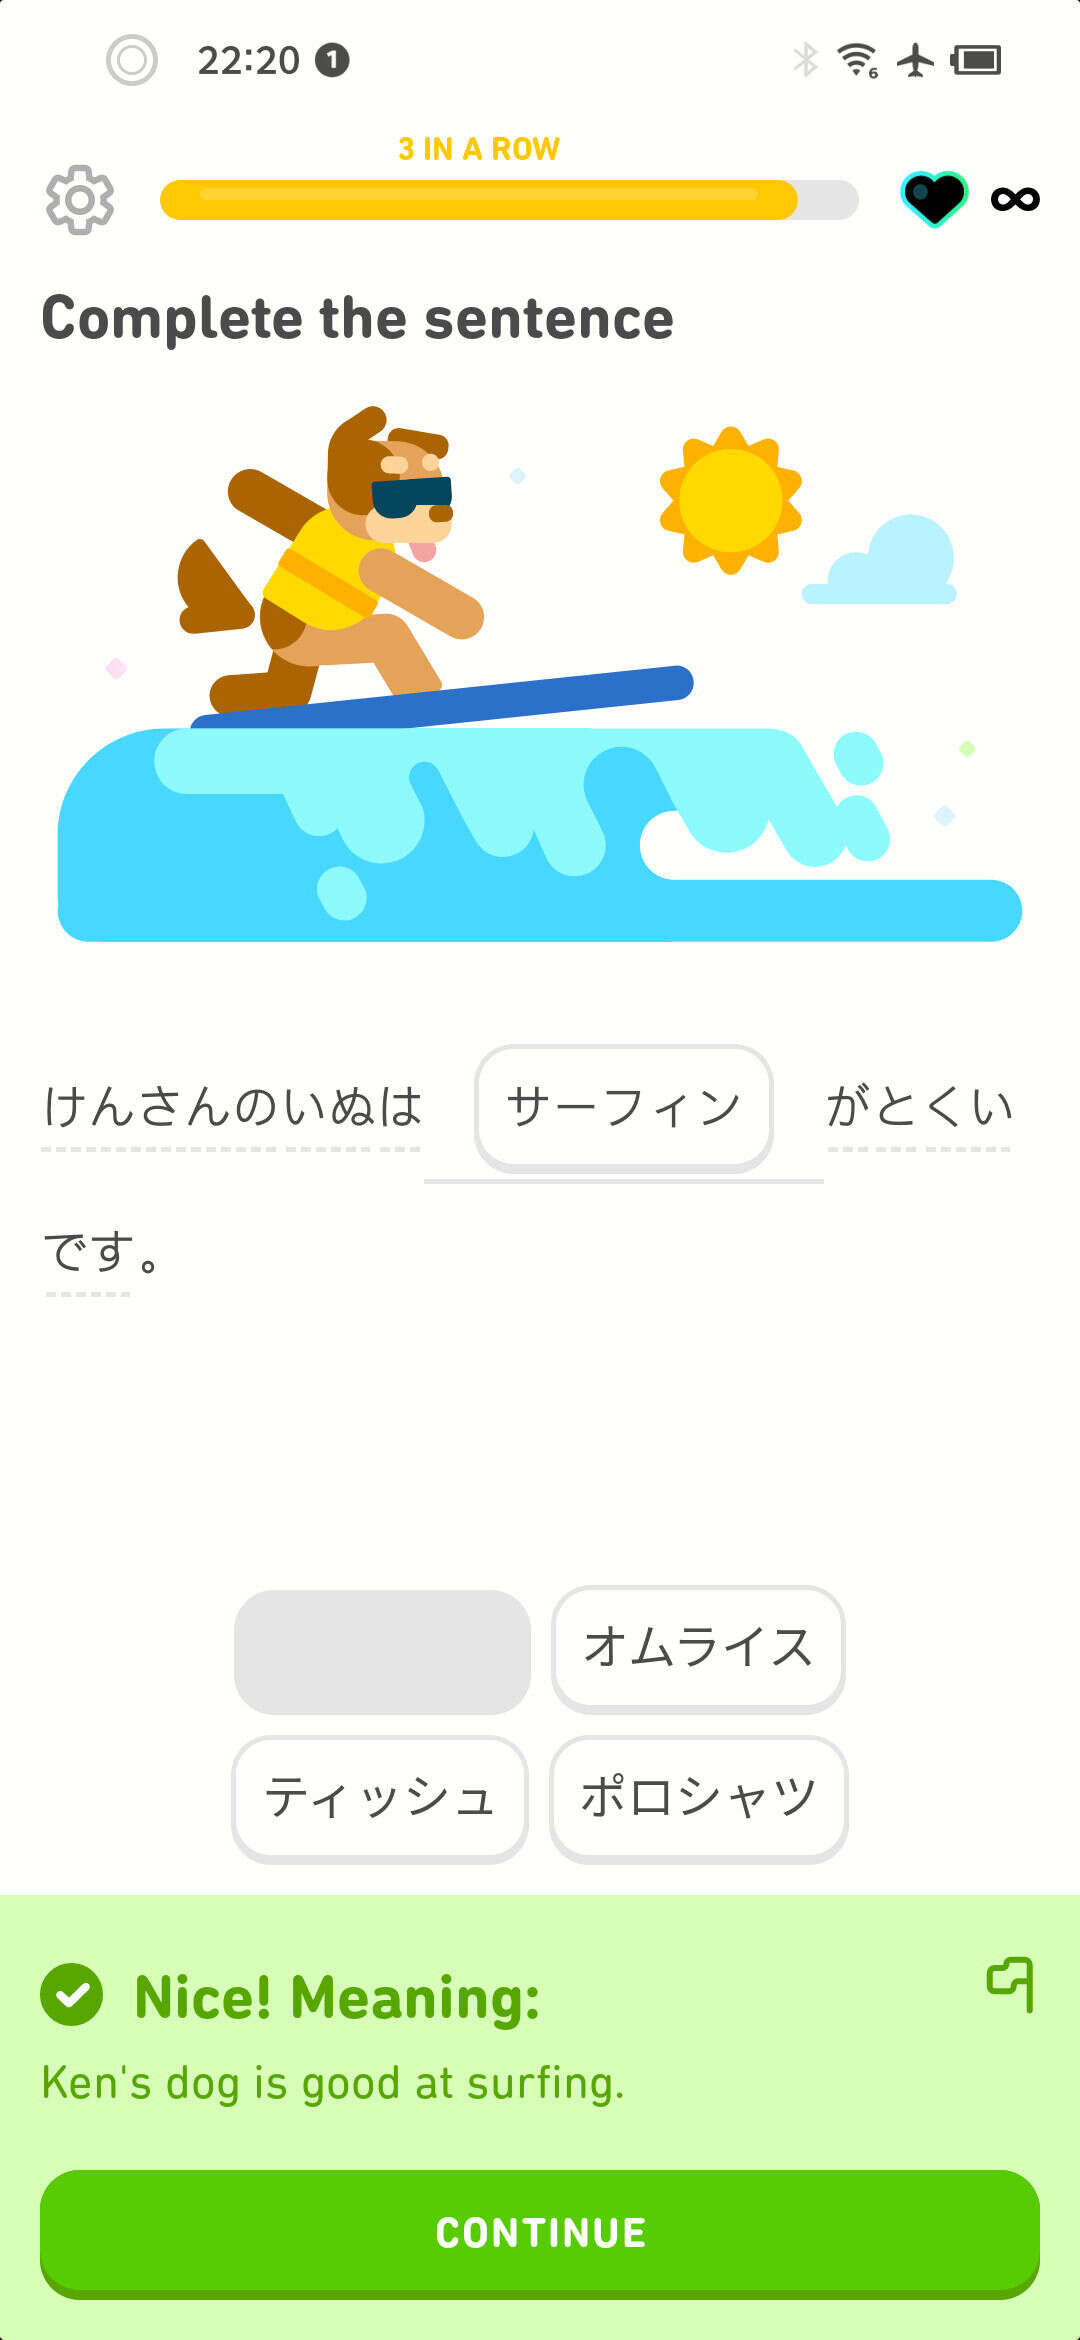 22:20 1
6
3 IN A ROW
Complete the sentence
けんさんのいぬは サーフィン がとくい
です。
オムライス
ティッシュ ポロシャツ
Nice! Meaning:
Ken's dog is good at surfing.
CONTINUE